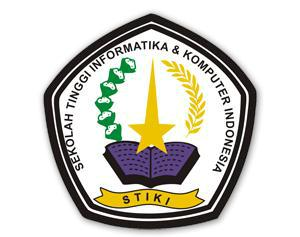 SEKOLAH TINGGI INFORMATIKA & KOMPUTER INDONESIA
STIKI